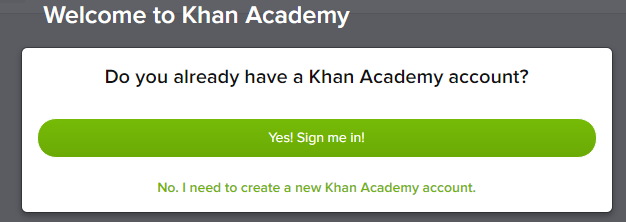 Welcome to Khan Academy
Do you already have a Khan Academy account?
Yes! Sign me in!
No. I need to create a new Khan Academy account.